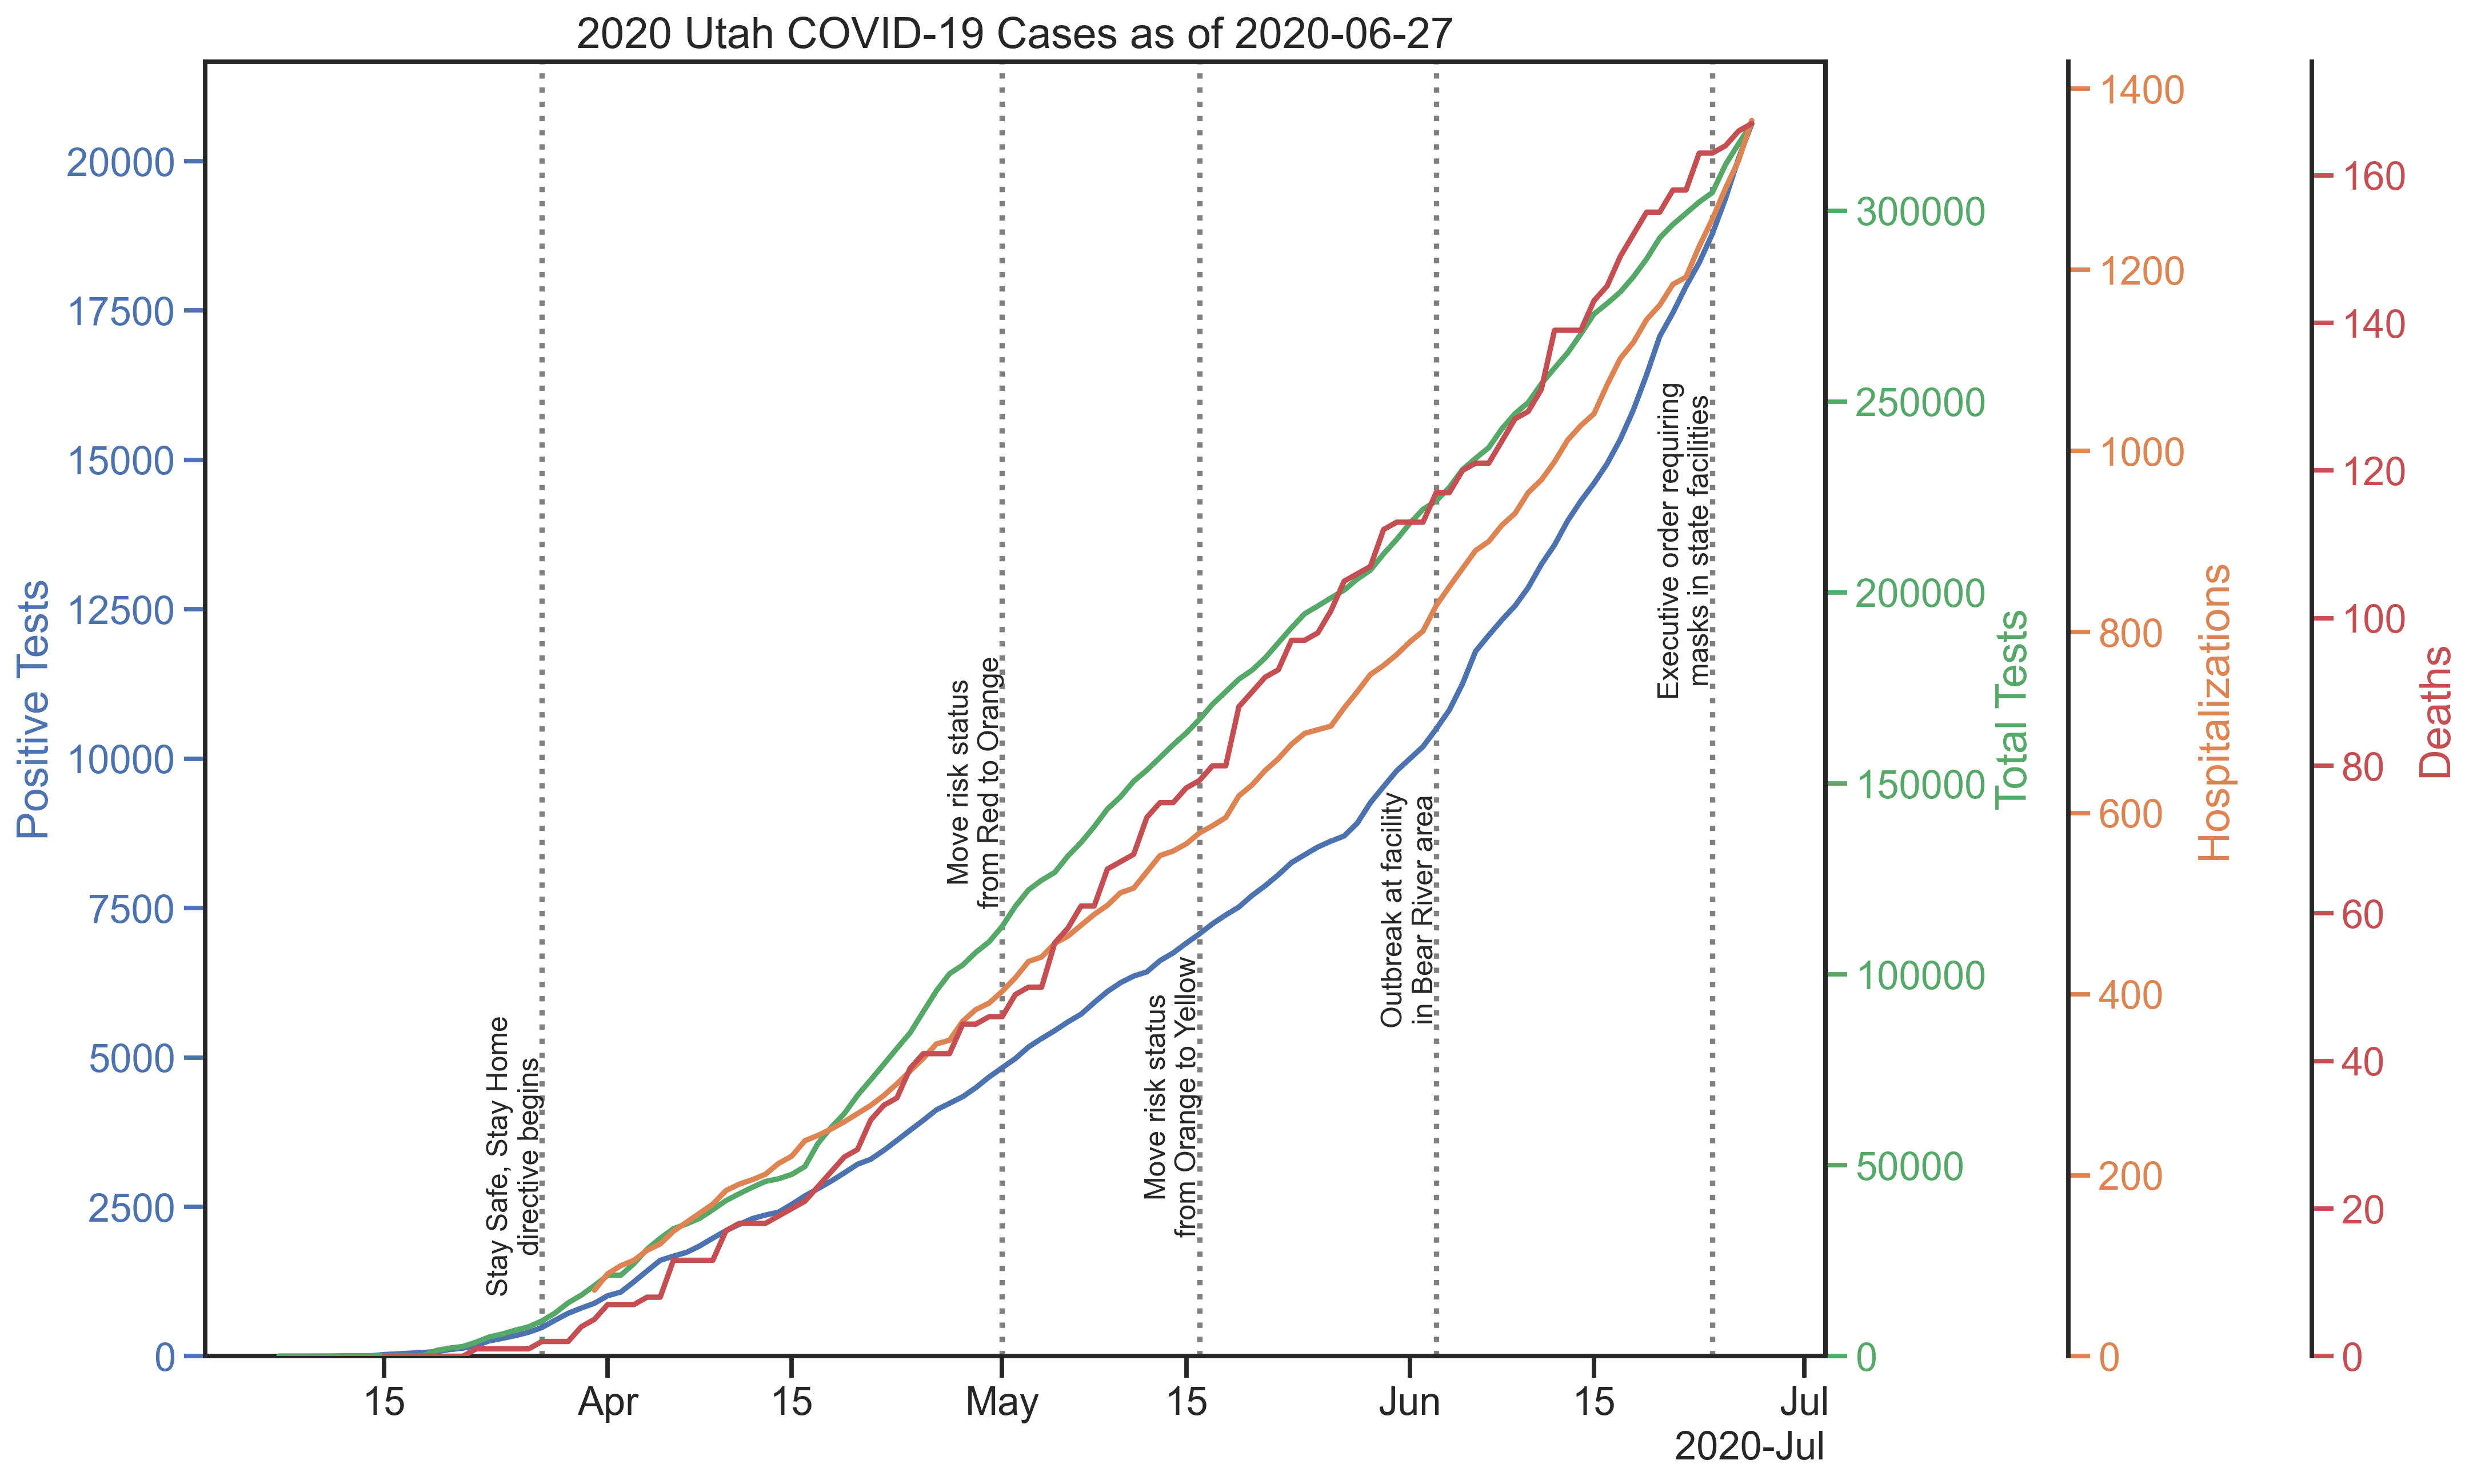 2020 Utah COVID-19 Cases as of 2020-06-27
Positive Tests
20000
17500
15000
12500
10000
7500
5000
2500
0
Stay Safe, Stay Home
directive begins
Move risk status
from Red to Orange
Move risk status
from Orange to Yellow
Outbreak at facility
in Bear River area
Executive order requiring
masks in state facilities
15
Apr
15
May
15
Jun
15
Jul
2020-Jul
300000
250000
200000
150000
100000
50000
0
Total Tests
1400
1200
1000
800
600
400
200
0
Hospitalizations
160
140
120
100
80
60
40
20
0
Deaths